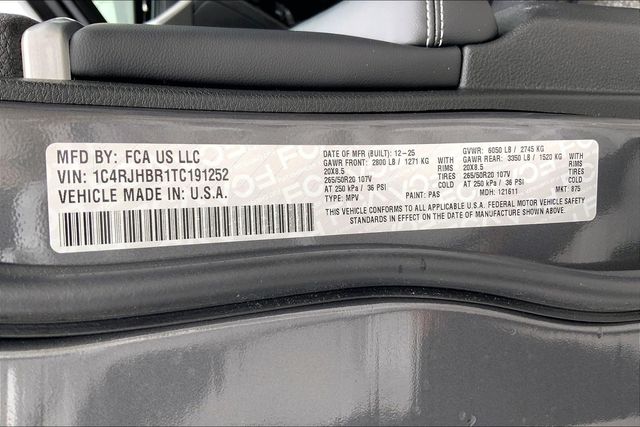 MFD BY: FCA US LLC
VIN: 1C4RJHBR1TC191252
VEHICLE MADE IN U.S.A.
DATE OF MFR (BUILT): 12-25
GAWR FRONT: 2800 LB / 1271 KG
20X8.5 RIM
265/50R20 107V TIRES
AT 250 kPa / 36 PSI COLD
TYPE: MPV PAINT: PAS
GVWR: 6050 LB / 2745 KG
GAWR REAR: 3350 LB / 1520 KG
20X8.5 RIM
265/50R20 107V TIRES
AT 250 kPa / 36 PSI COLD
MDH: 121611 MKT: 875
THIS VEHICLE CONFORMS TO ALL APPLICABLE U.S.A. FEDERAL MOTOR VEHICLE SAFETY
STANDARDS IN EFFECT ON THE DATE OF MANUFACTURE SHOWN ABOVE.